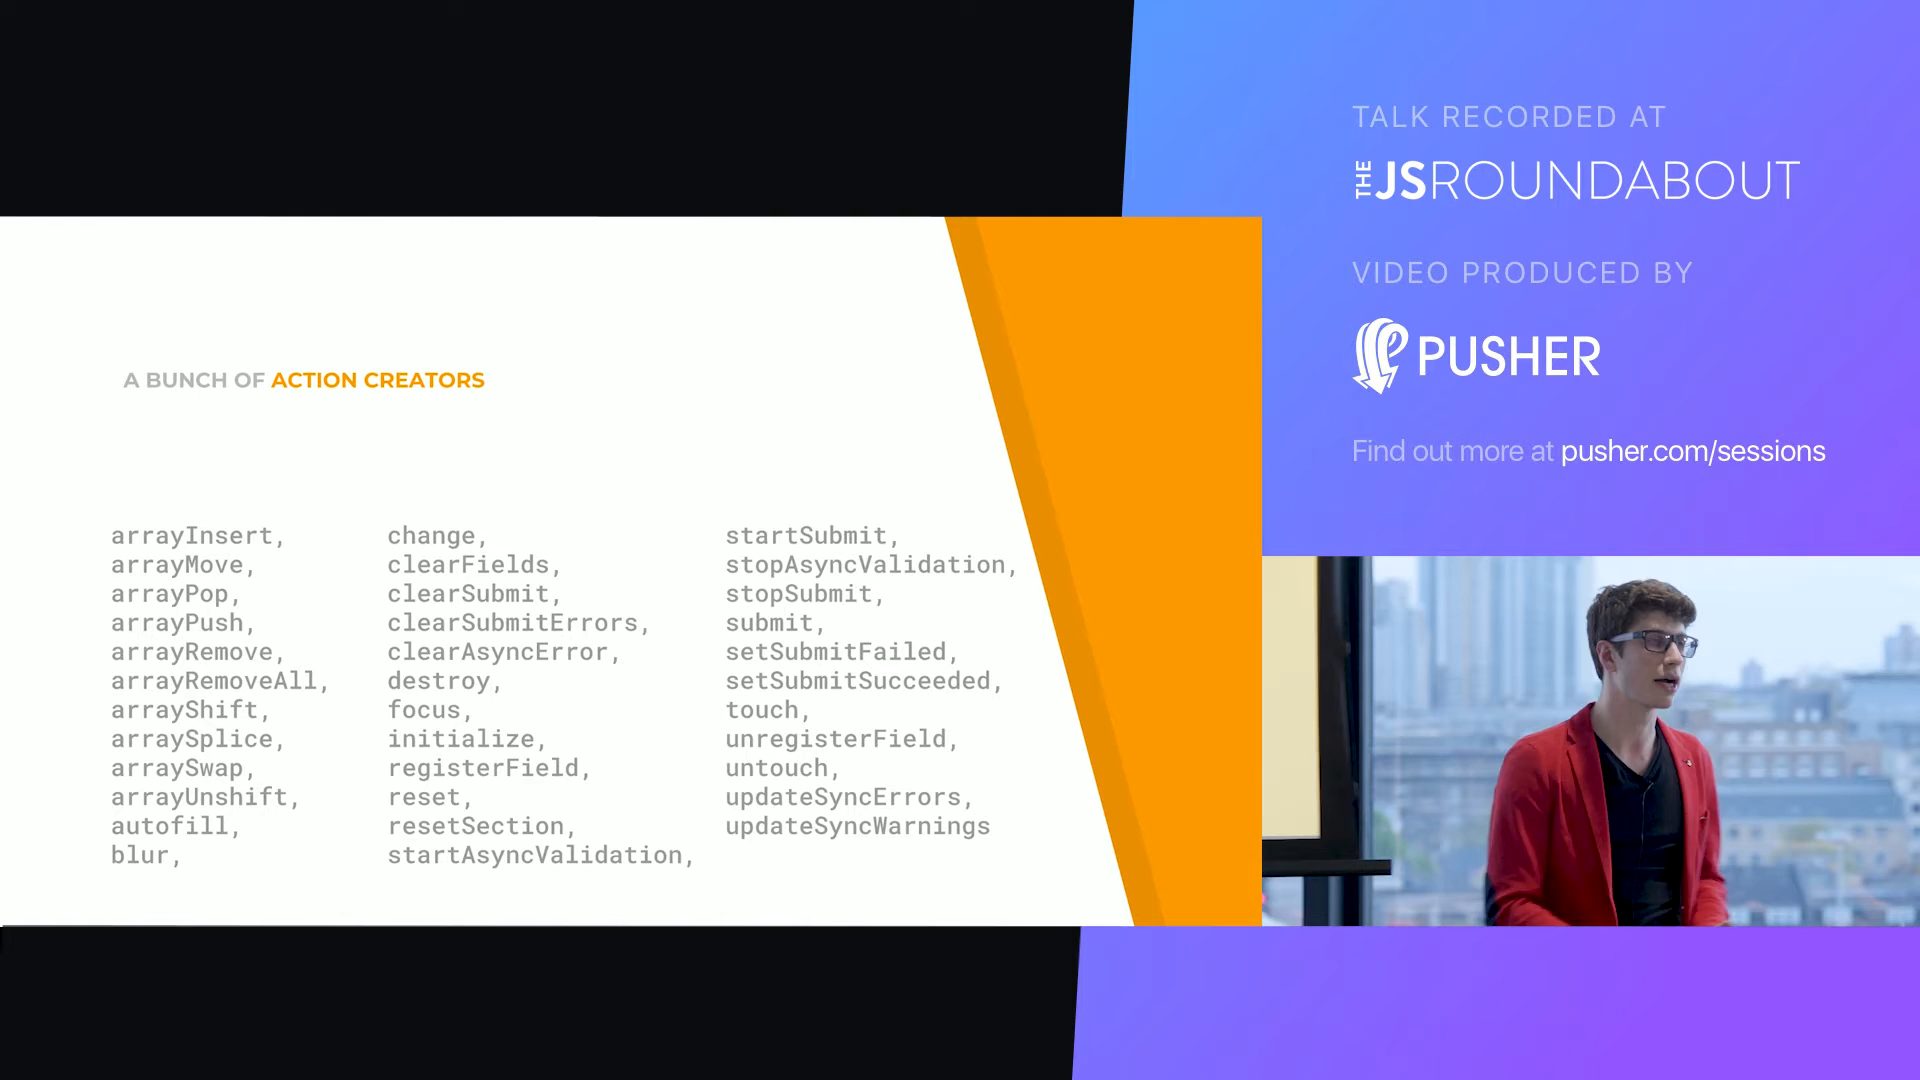 A BUNCH OF ACTION CREATORS
arrayInsert,
arrayMove,
arrayPop,
arrayPush,
arrayRemove,
arrayRemoveAll,
arrayShift,
arraySplice,
arraySwap,
arrayUnshift,
autofill,
blur,
change,
clearFields,
clearSubmit,
clearSubmitErrors,
clearAsyncError,
destroy,
focus,
initialize,
registerField,
reset,
resetSection,
startAsyncValidation,
startSubmit,
stopAsyncValidation,
stopSubmit,
submit,
setSubmitFailed,
setSubmitSucceeded,
touch,
unregisterField,
untouch,
updateSyncErrors,
updateSyncWarnings
TALK RECORDED AT
THE JSROUNDABOUT
VIDEO PRODUCED BY
PUSHER
Find out more at pusher.com/sessions